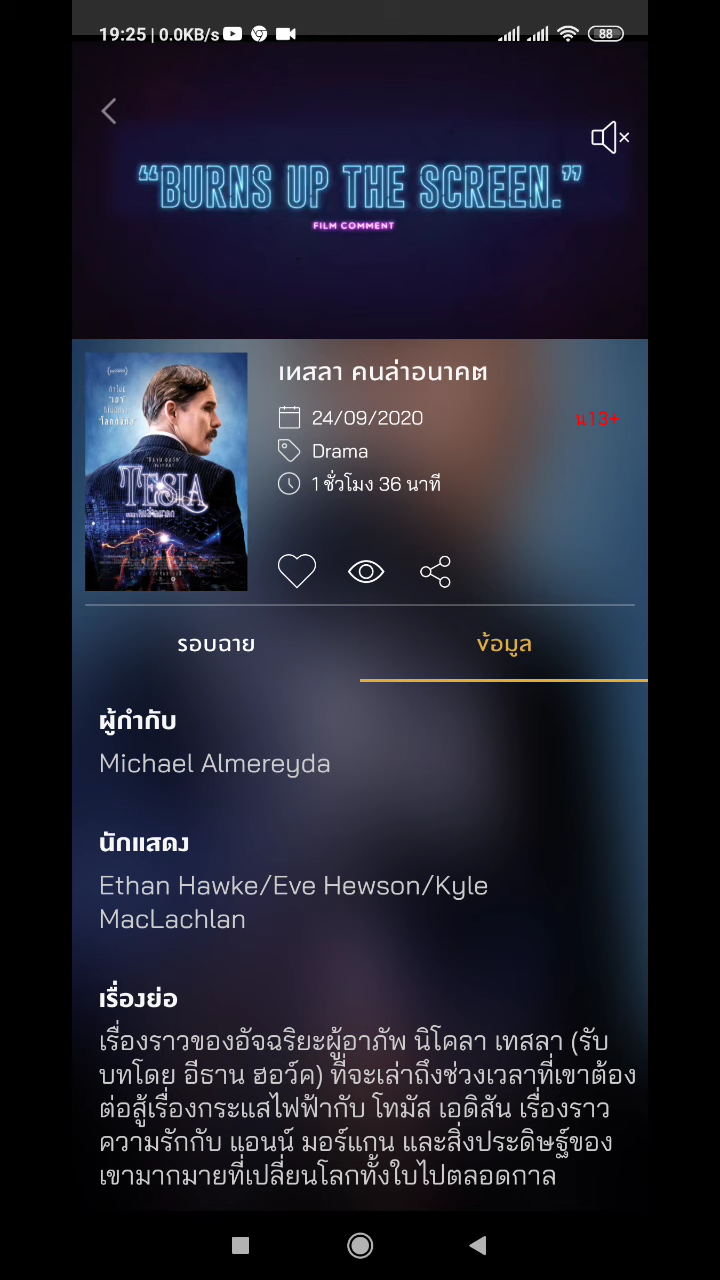 19:25 | 0.0KB/s
88
“BURNS UP THE SCREEN.”
FILM COMMENT
TESLA
เทสลา คนล่าอนาคต
24/09/2020
น13+
Drama
1 ชั่วโมง 36 นาที
รอบฉาย
ข้อมูล
ผู้กำกับ
Michael Almereyda
นักแสดง
Ethan Hawke/Eve Hewson/Kyle
MacLachlan
เรื่องย่อ
เรื่องราวของอัจฉริยะผู้อาภัพ นิโคลา เทสลา (รับ
บทโดย อีธาน ฮอว์ค) ที่จะเล่าถึงช่วงเวลาที่เขาต้อง
ต่อสู้เรื่องกระแสไฟฟ้ากับ โทมัส เอดิสัน เรื่องราว
ความรักกับ แอนน์ มอร์แกน และสิ่งประดิษฐ์ของ
เขามากมายที่เปลี่ยนโลกทั้งใบไปตลอดกาล